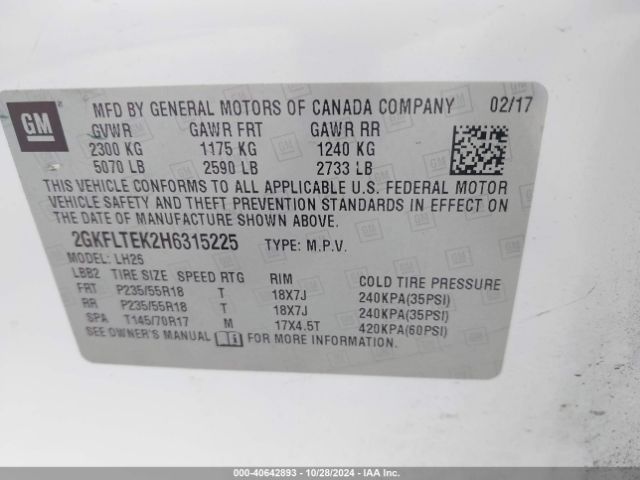 GM
MFD BY GENERAL MOTORS OF CANADA COMPANY 02/17
GVWR GAWR FRT GAWR RR
2300 KG 1175 KG 1240 KG
5070 LB 2590 LB 2733 LB
THIS VEHICLE CONFORMS TO ALL APPLICABLE U.S. FEDERAL MOTOR
VEHICLE SAFETY AND THEFT PREVENTION STANDARDS IN EFFECT ON
THE DATE OF MANUFACTURE SHOWN ABOVE.
2GKFLTEK2H6315225 TYPE: M.P.V.
MODEL: LH26
LBB2 TIRE SIZE SPEED RTG RIM COLD TIRE PRESSURE
FRT P235/55R18 T 18X7J 240KPA(35PSI)
RR P235/55R18 T 18X7J 240KPA(35PSI)
SPA T145/70R17 M 17X4.5T 420KPA(60PSI)
SEE OWNER'S MANUAL FOR MORE INFORMATION.
000-40642893 - 10/28/2024 - IAA Inc.